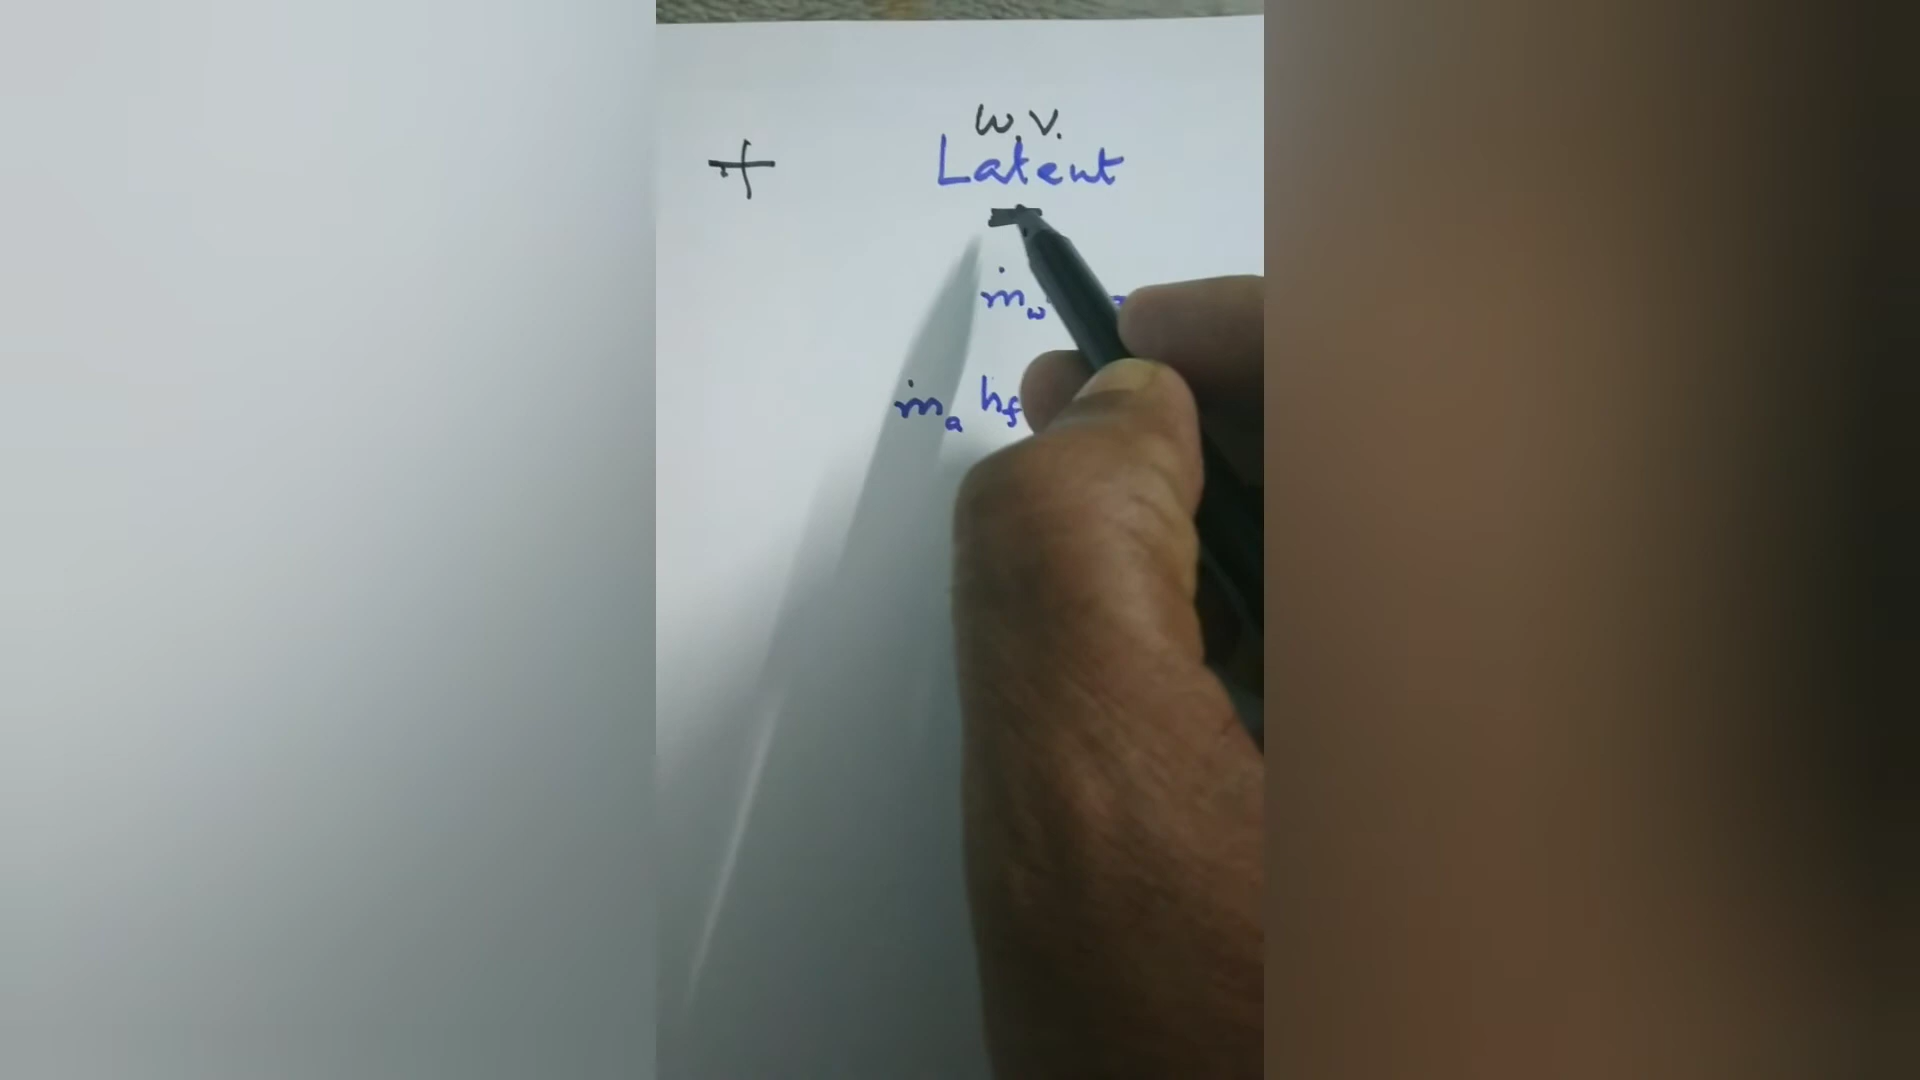 W.V.
+ Latent
ṁw
ṁa hf